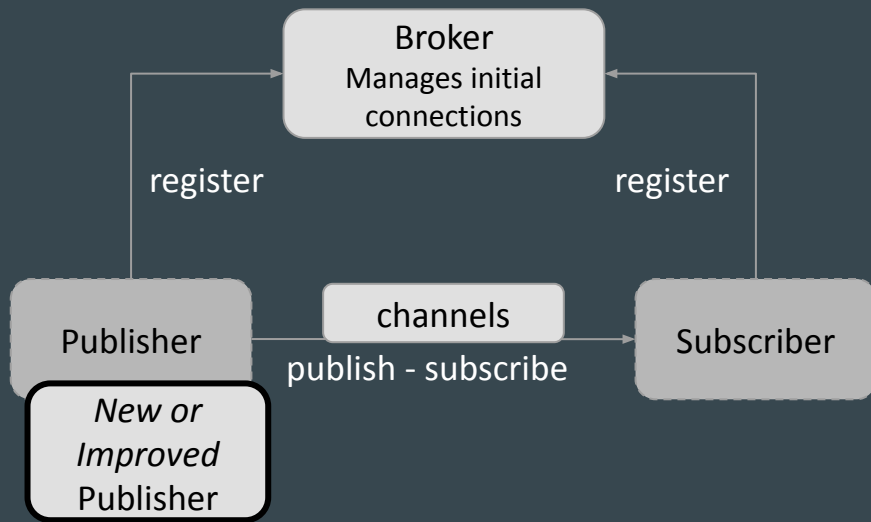 Broker
Manages initial
connections
register
register
Publisher
channels
publish - subscribe
Subscriber
New or
Improved
Publisher